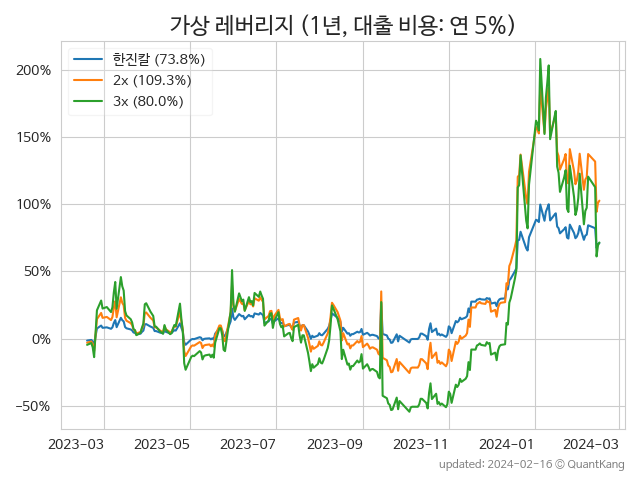 가상 레버리지 (1년, 대출 비용: 연 5%)
한진칼 (73.8%)
2x (109.3%)
3x (80.0%)
200%
150%
100%
50%
0%
−50%
2023-03 2023-05 2023-07 2023-09 2023-11 2024-01 2024-03
updated: 2024-02-16 © QuantKang